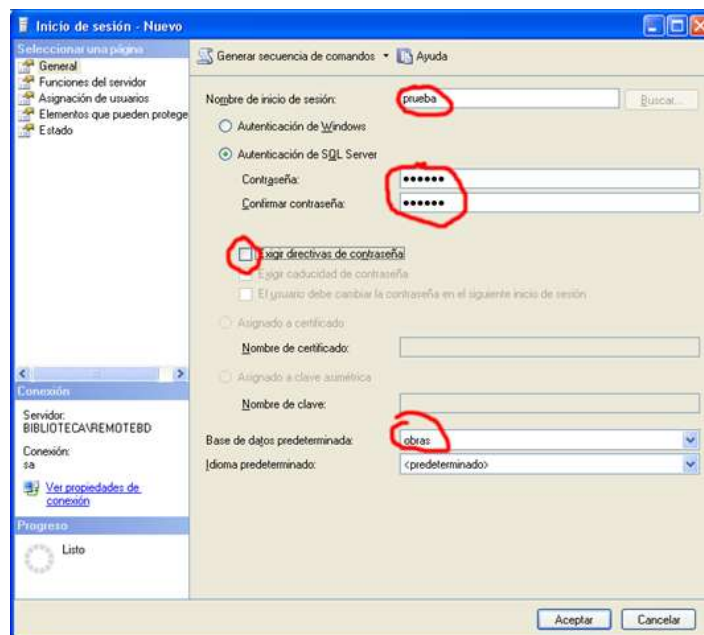 Inicio de sesión - Nuevo
Seleccionar una página
General
Funciones del servidor
Asignación de usuarios
Elementos que pueden protege
Estado
Generar secuencia de comandos
Ayuda
Nombre de inicio de sesión:
prueba
Buscar...
Autenticación de Windows
Autenticación de SQL Server
Contraseña:
••••••
Confirmar contraseña:
••••••
Exigir directivas de contraseña
Exigir caducidad de contraseña
El usuario debe cambiar la contraseña en el siguiente inicio de sesión
Asignado a certificado
Nombre de certificado:
Asignado a clave asimétrica
Nombre de clave:
Base de datos predeterminada:
obras
Idioma predeterminado:
<predeterminado>
Conexión
Servidor:
BIBLIOTECA\REMOTEBD
Conexión:
sa
Ver propiedades de
conexión
Progreso
Listo
Aceptar
Cancelar